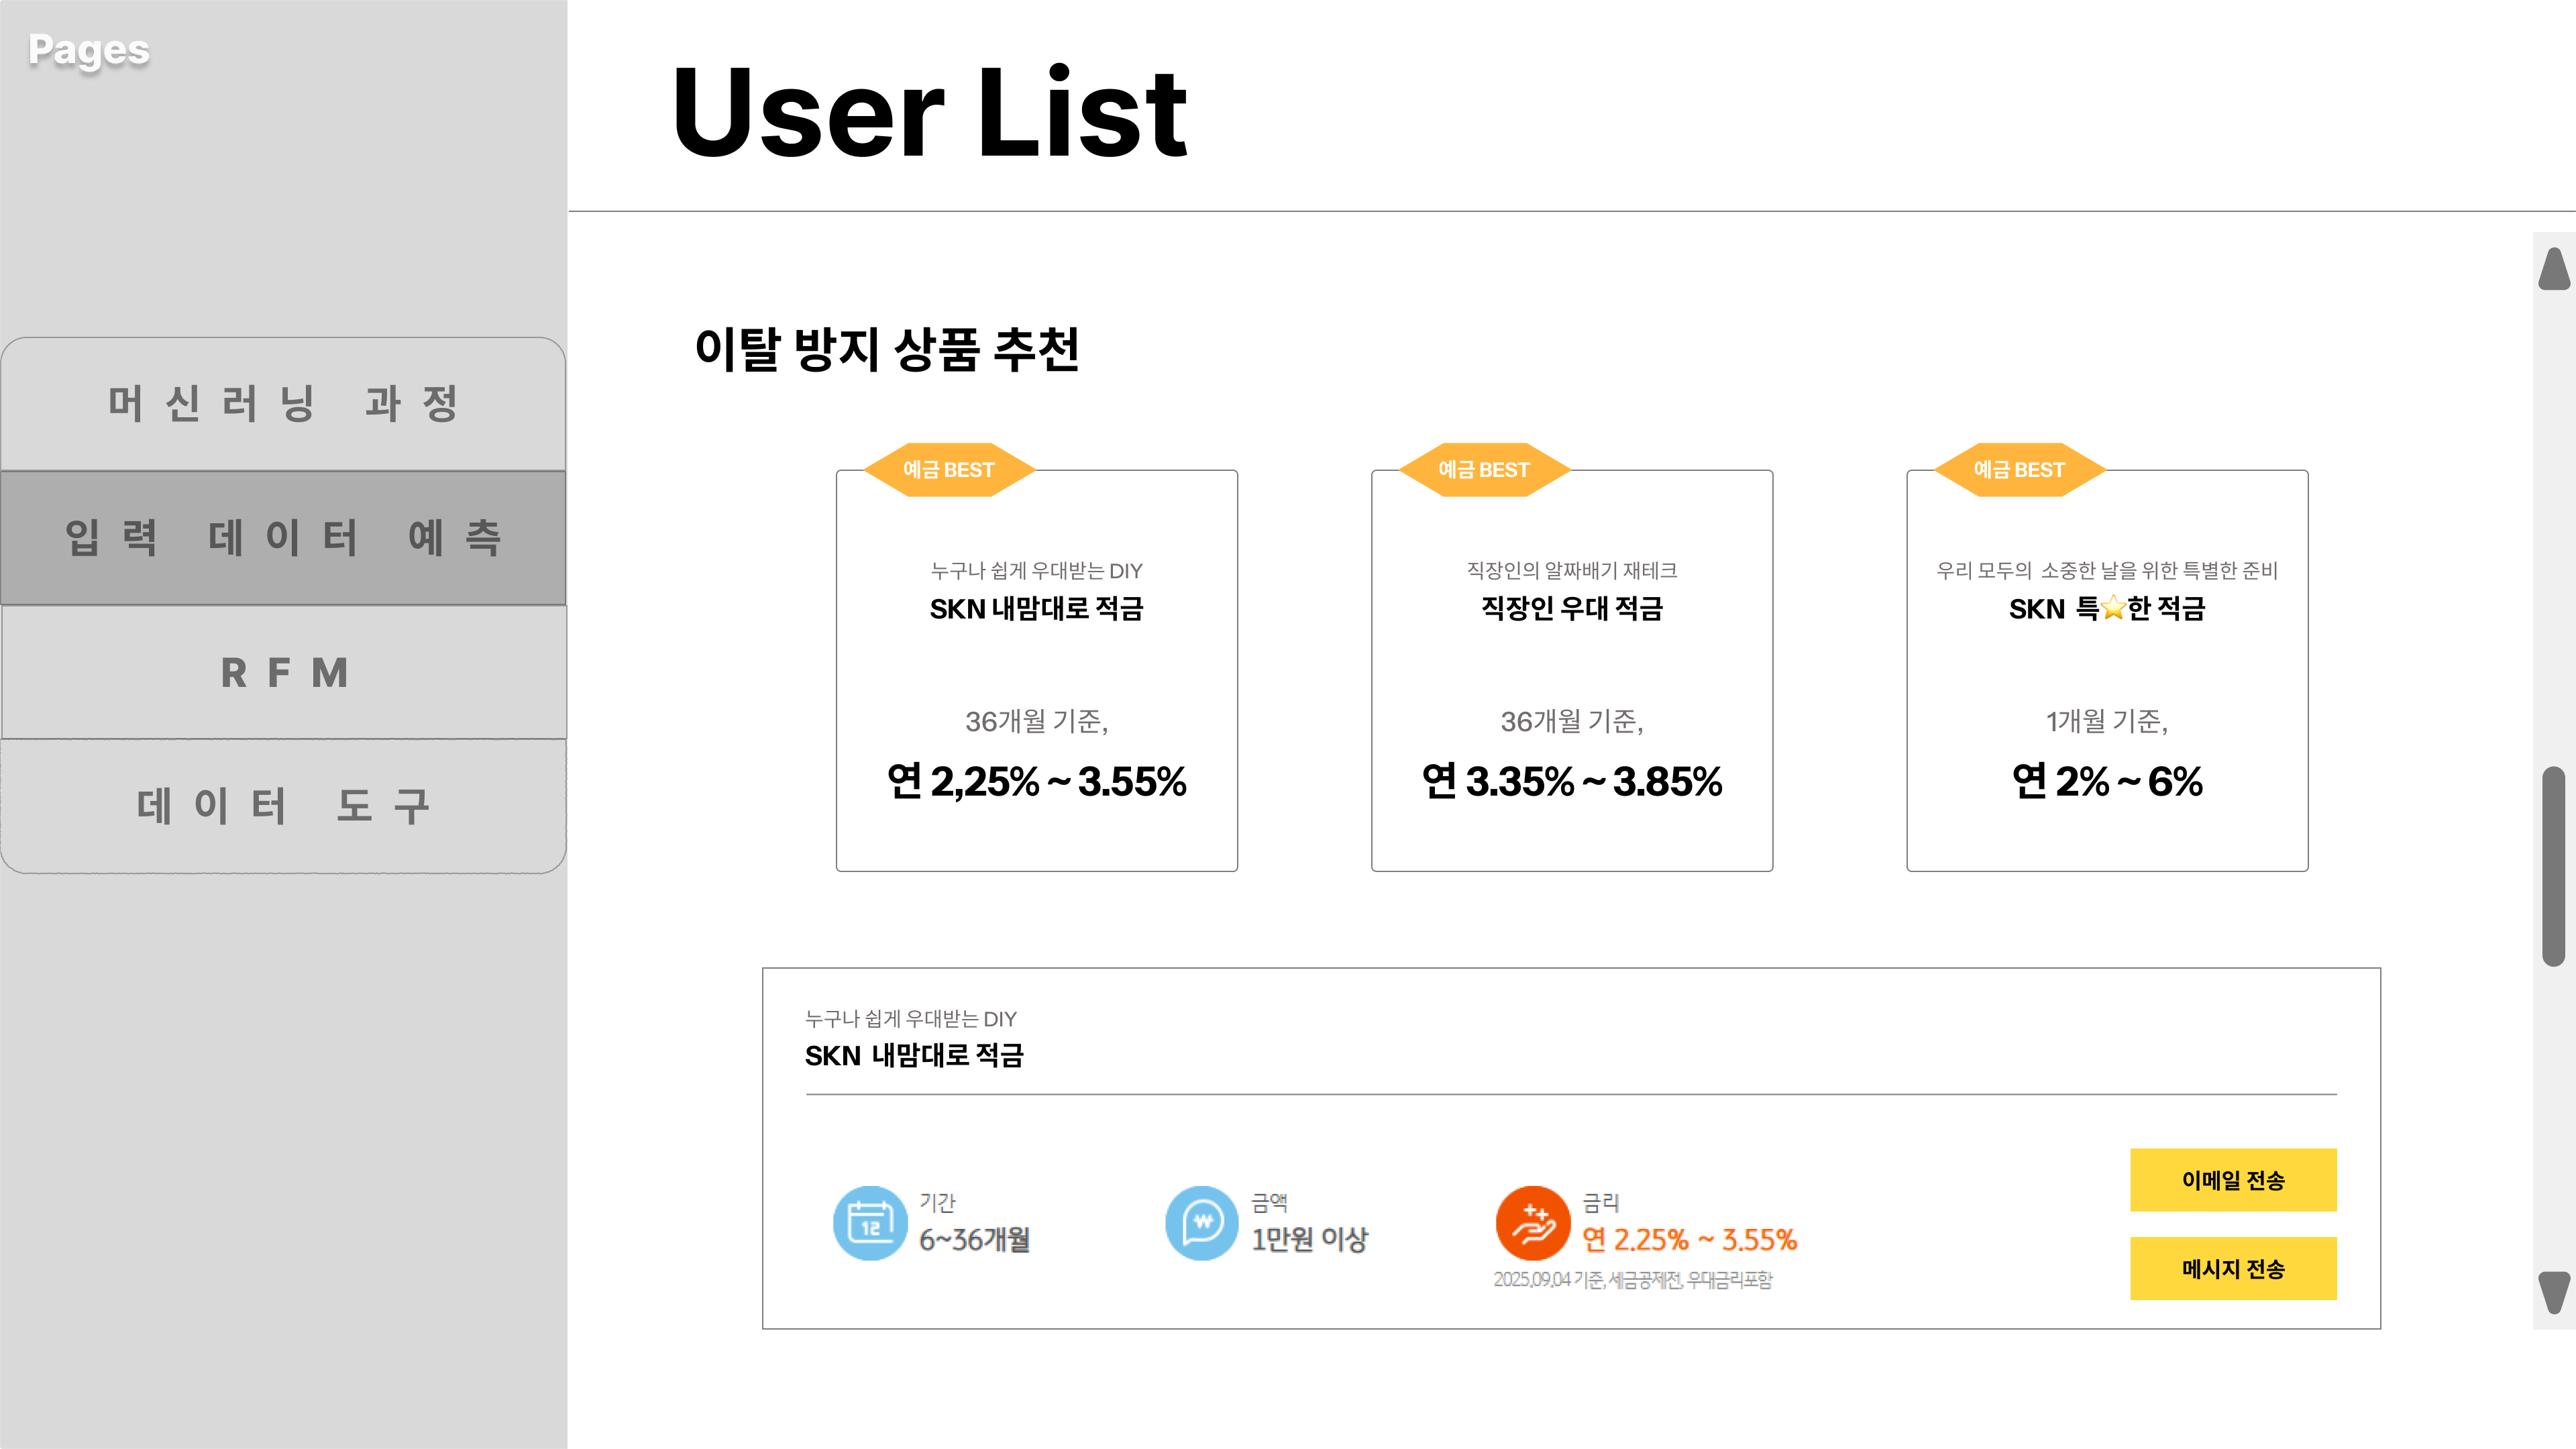 Pages
머신러닝 과정
입력 데이터 예측
RFM
데이터 도구
User List
이탈 방지 상품 추천
예금 BEST
누구나 쉽게 우대받는 DIY
SKN 내맘대로 적금
36개월 기준,
연 2,25% ~ 3.55%
예금 BEST
직장인의 알짜배기 재테크
직장인 우대 적금
36개월 기준,
연 3.35% ~ 3.85%
예금 BEST
우리 모두의 소중한 날을 위한 특별한 준비
SKN 특⭐한 적금
1개월 기준,
연 2% ~ 6%
누구나 쉽게 우대받는 DIY
SKN 내맘대로 적금
12
기간
6~36개월
₩
금액
1만원 이상
금리
연 2.25% ~ 3.55%
2025.09.04 기준, 세금공제전, 우대금리포함
이메일 전송
메시지 전송